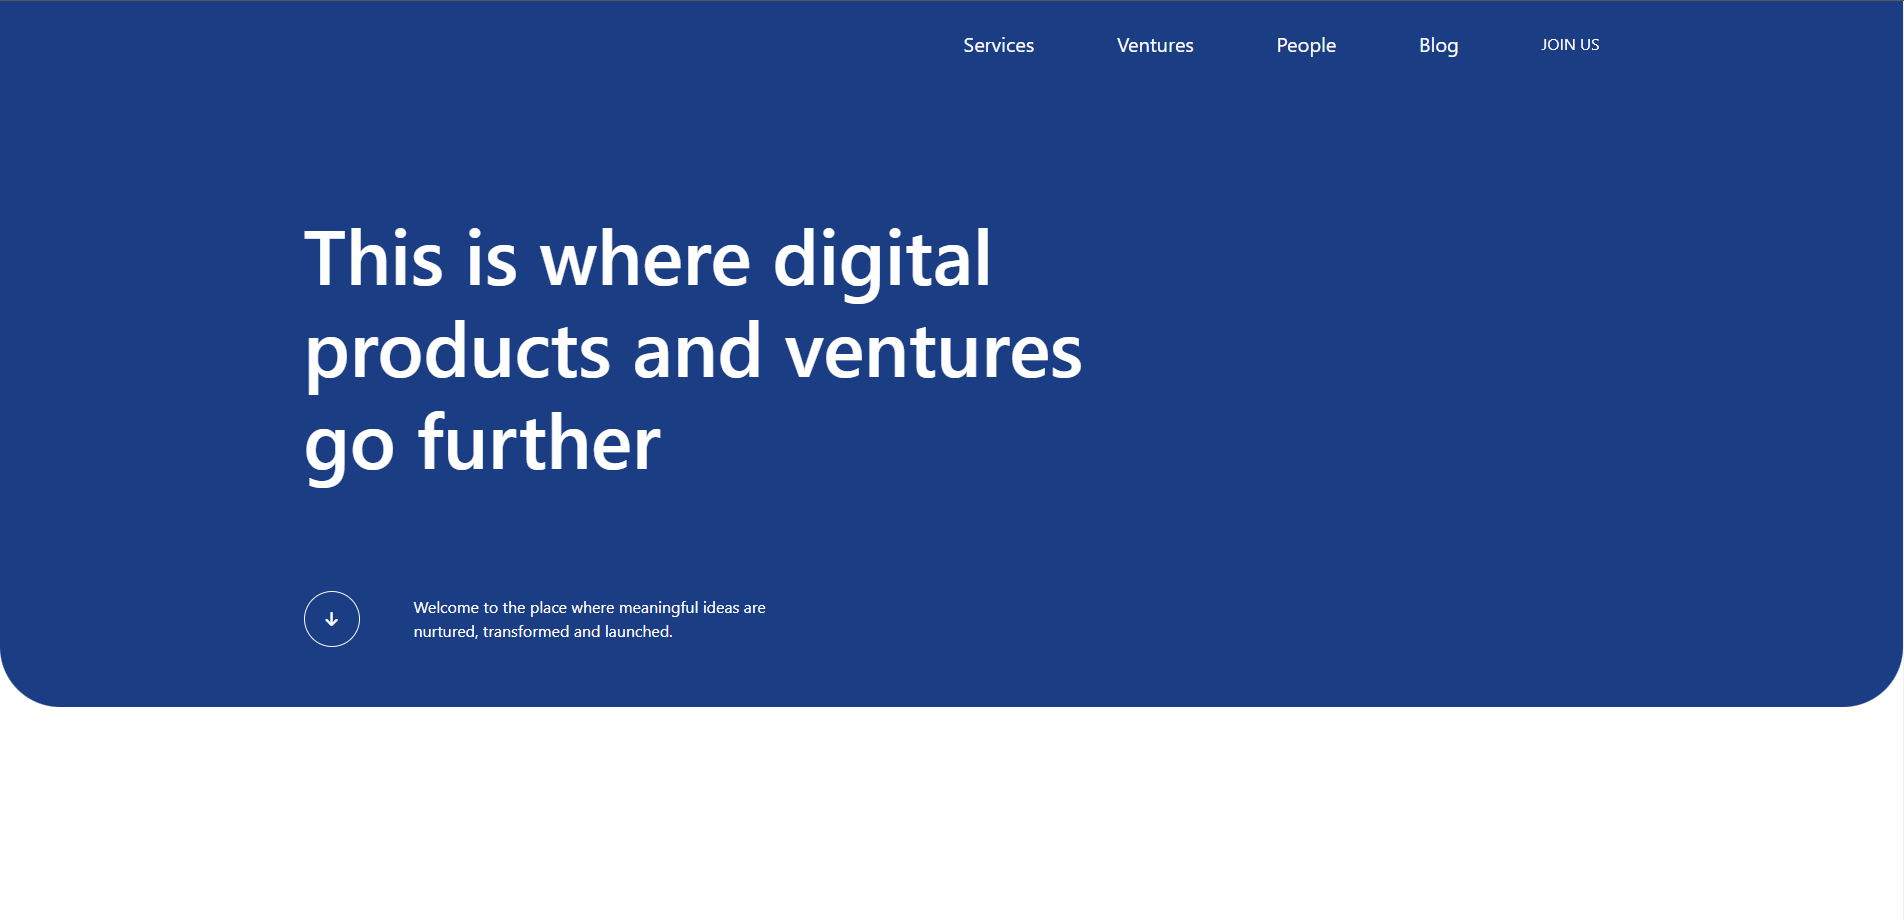 Services
Ventures
People
Blog
JOIN US
This is where digital
products and ventures
go further
Welcome to the place where meaningful ideas are
nurtured, transformed and launched.